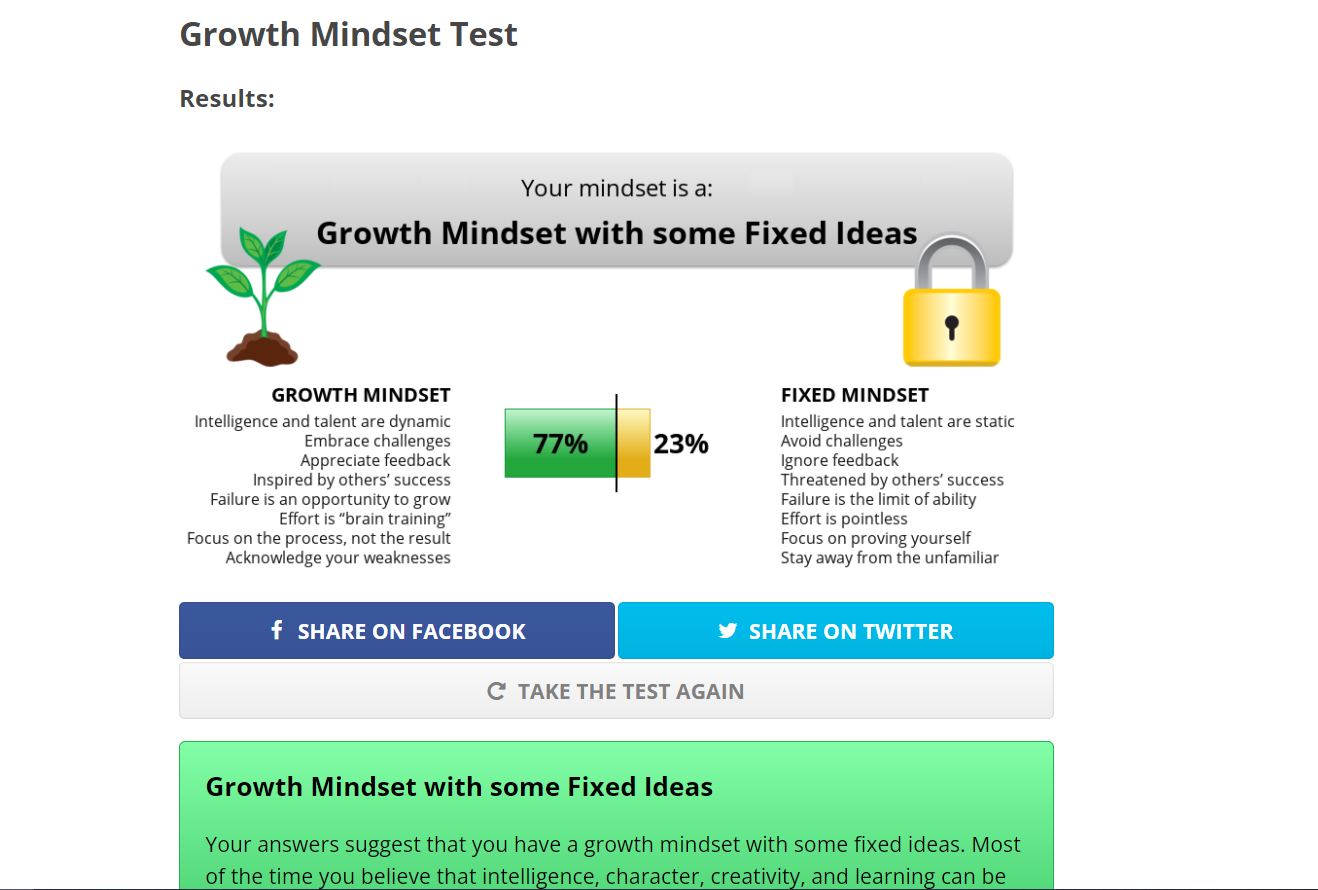 Growth Mindset Test
Results:
Your mindset is a:
Growth Mindset with some Fixed Ideas
GROWTH MINDSET
Intelligence and talent are dynamic
Embrace challenges
Appreciate feedback
Inspired by others’ success
Failure is an opportunity to grow
Effort is “brain training”
Focus on the process, not the result
Acknowledge your weaknesses
77%
23%
FIXED MINDSET
Intelligence and talent are static
Avoid challenges
Ignore feedback
Threatened by others’ success
Failure is the limit of ability
Effort is pointless
Focus on proving yourself
Stay away from the unfamiliar
SHARE ON FACEBOOK
SHARE ON TWITTER
TAKE THE TEST AGAIN
Growth Mindset with some Fixed Ideas
Your answers suggest that you have a growth mindset with some fixed ideas. Most
of the time you believe that intelligence, character, creativity, and learning can be